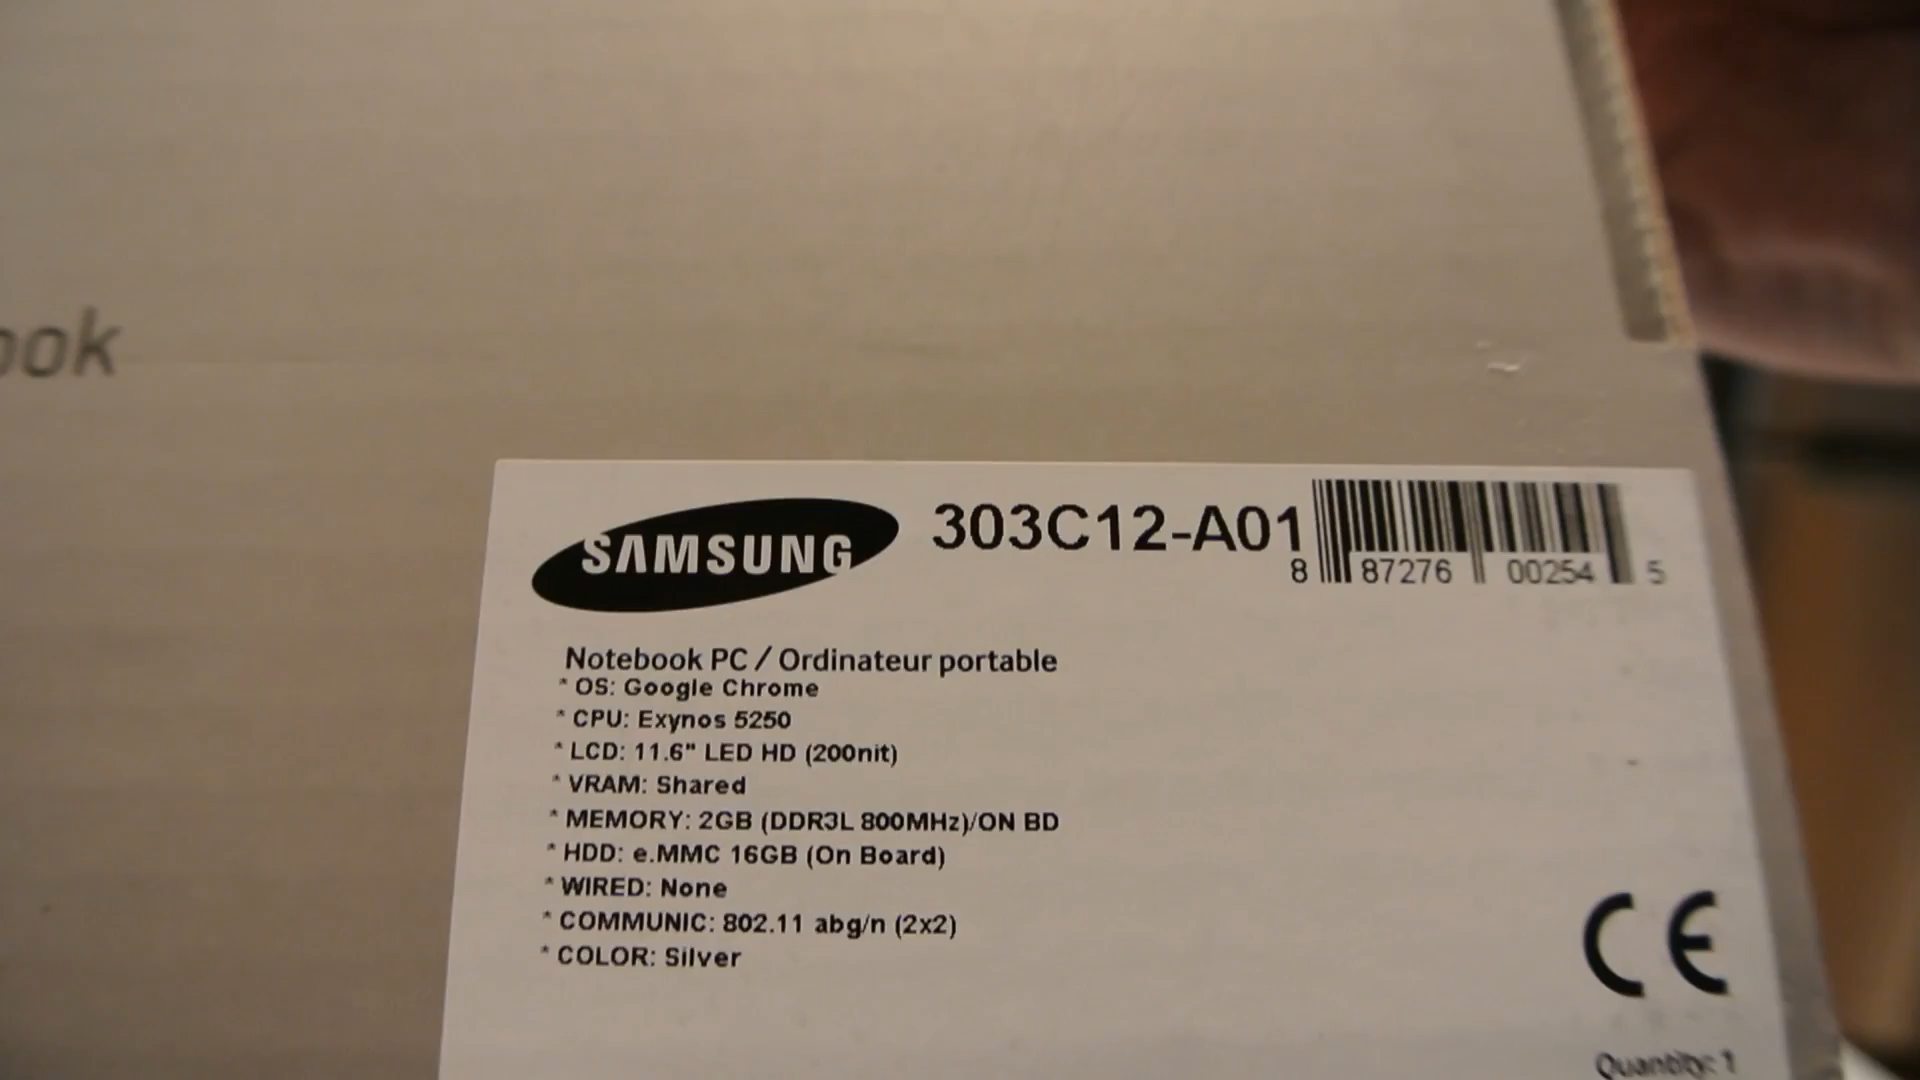 ook
SAMSUNG 303C12-A01
8 87276 00254 5
Notebook PC / Ordinateur portable
* OS: Google Chrome
* CPU: Exynos 5250
* LCD: 11.6" LED HD (200nit)
* VRAM: Shared
* MEMORY: 2GB (DDR3L 800MHz)/ON BD
* HDD: e.MMC 16GB (On Board)
* WIRED: None
* COMMUNIC: 802.11 abg/n (2x2)
* COLOR: Silver
CE
Quantity: 1